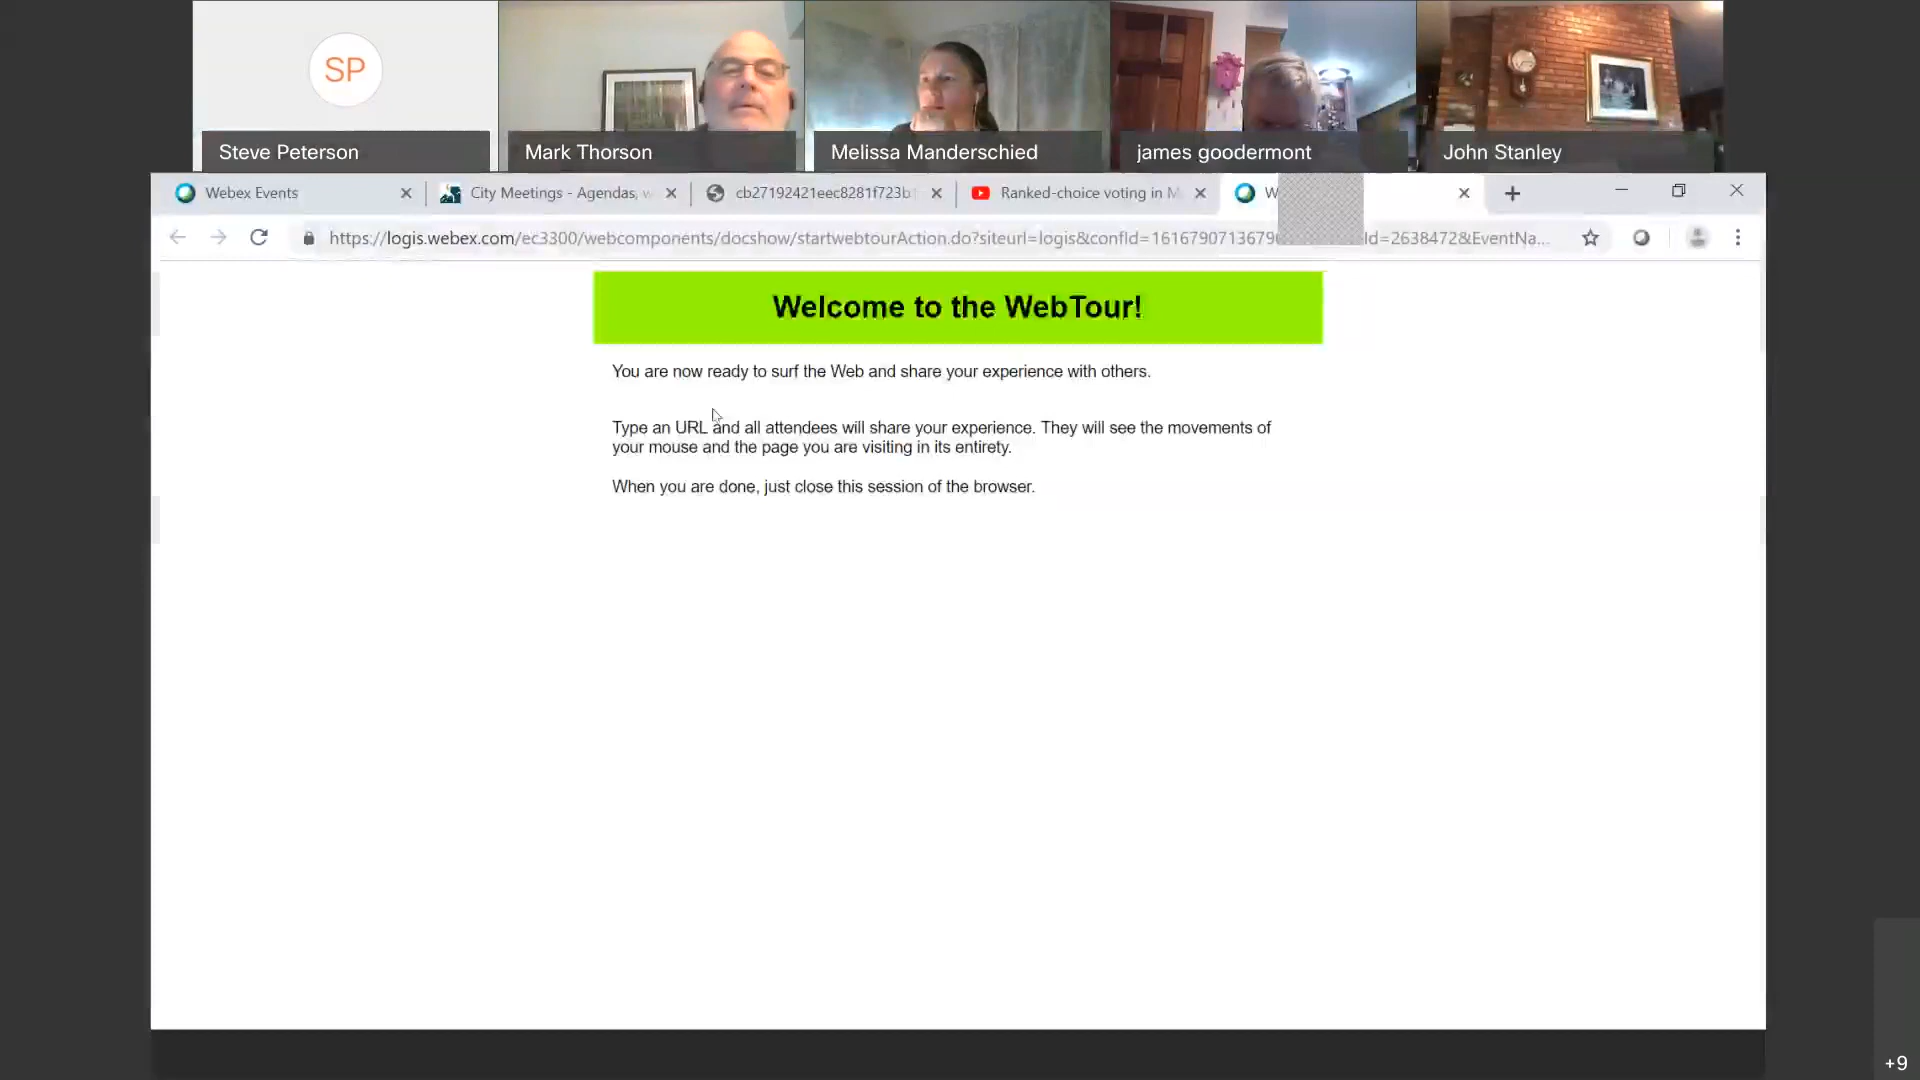 SP
Steve Peterson
Mark Thorson
Melissa Manderschied
james goodermont
John Stanley
Webex Events
City Meetings - Agendas,
cb27192421eec8281f723b
Ranked-choice voting in M
W
https://logis.webex.com/ec3300/webcomponents/docshow/startwebtourAction.do?siteurl=logis&confId=1616790713679 Id=2638472&EventNa...
Welcome to the WebTour!
You are now ready to surf the Web and share your experience with others.
Type an URL and all attendees will share your experience. They will see the movements of
your mouse and the page you are visiting in its entirety.
When you are done, just close this session of the browser.
+9